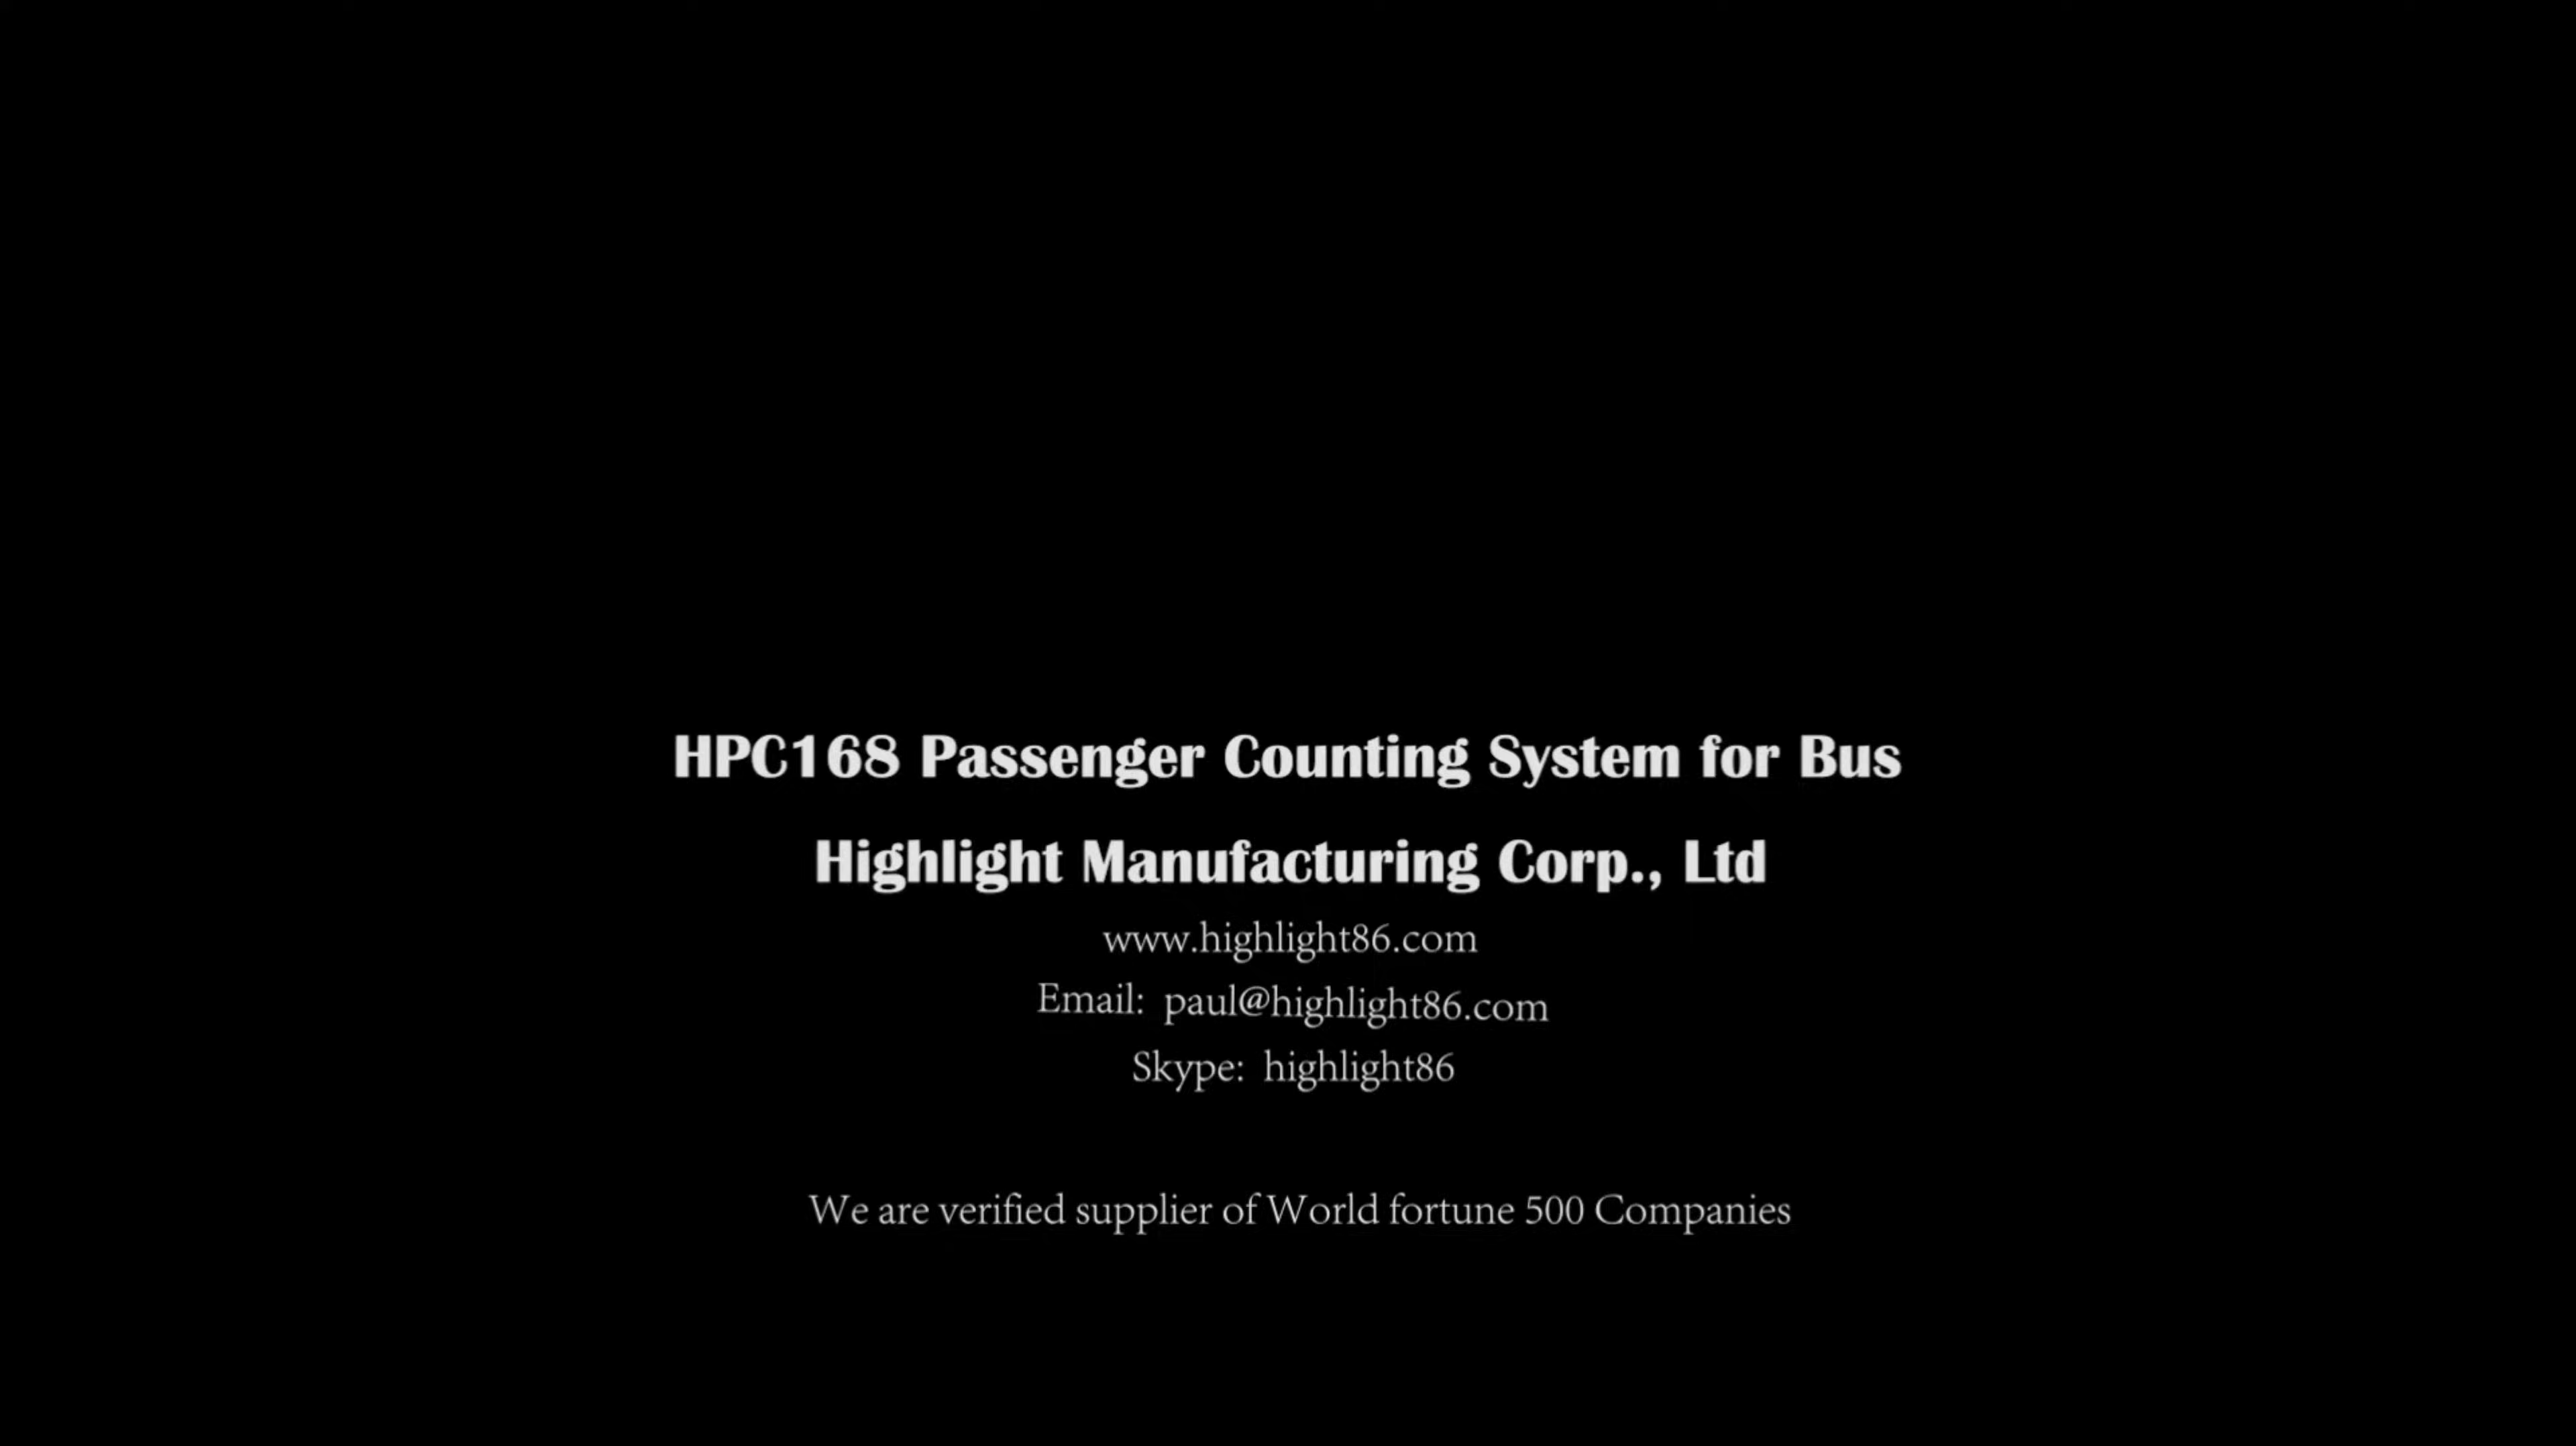 HPC168 Passenger Counting System for Bus
Highlight Manufacturing Corp., Ltd
www.highlight86.com
Email: paul@highlight86.com
Skype: highlight86
We are verified supplier of World fortune 500 Companies